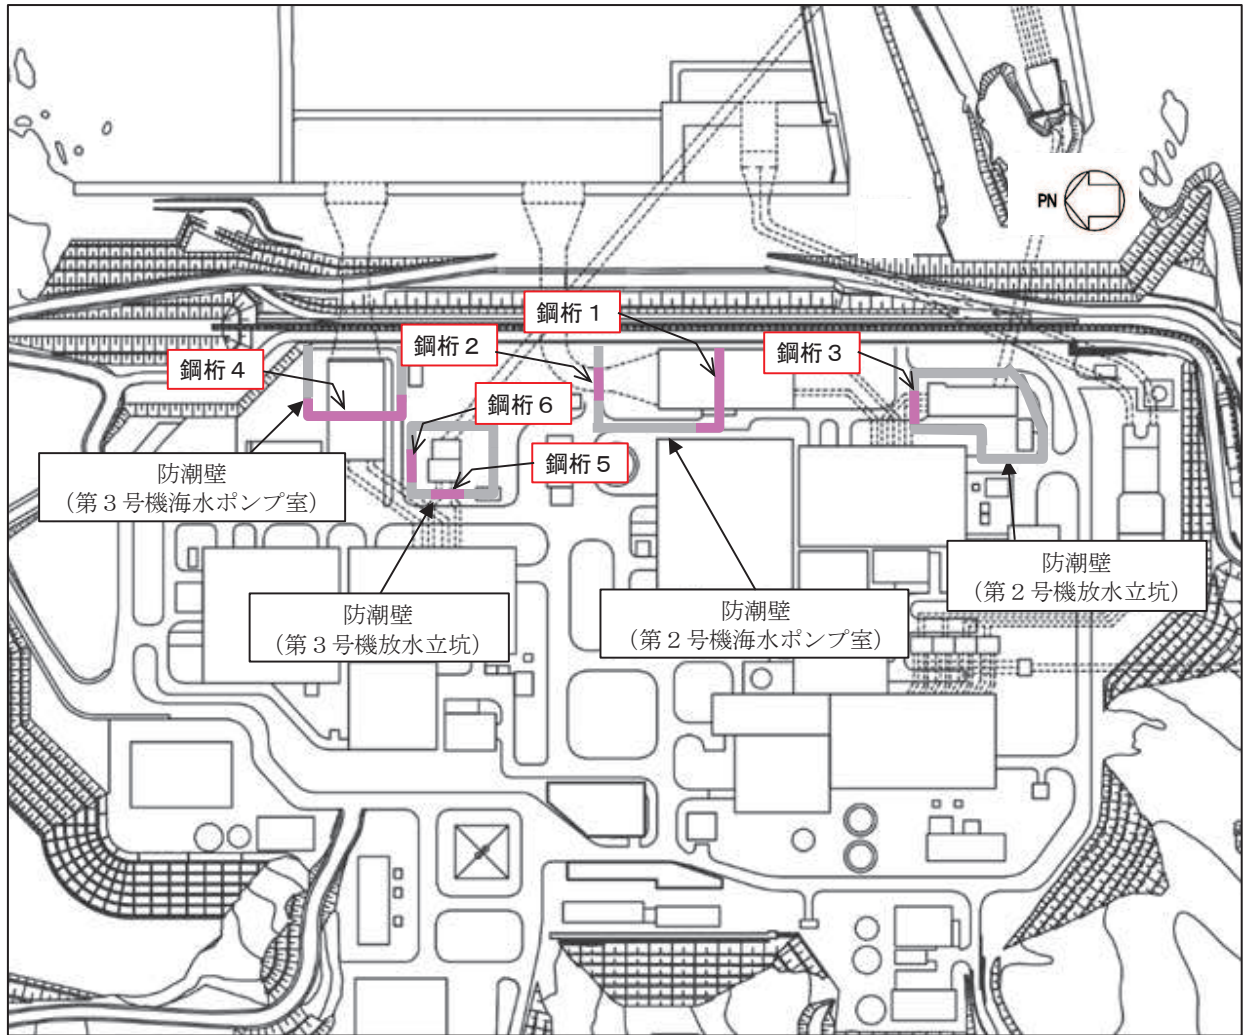 PN
鋼桁1
鋼桁2
鋼桁3
鋼桁4
鋼桁6
鋼桁5
防潮壁
(第3号機海水ポンプ室)
防潮壁
(第2号機放水立坑)
防潮壁
(第3号機放水立坑)
防潮壁
(第2号機海水ポンプ室)